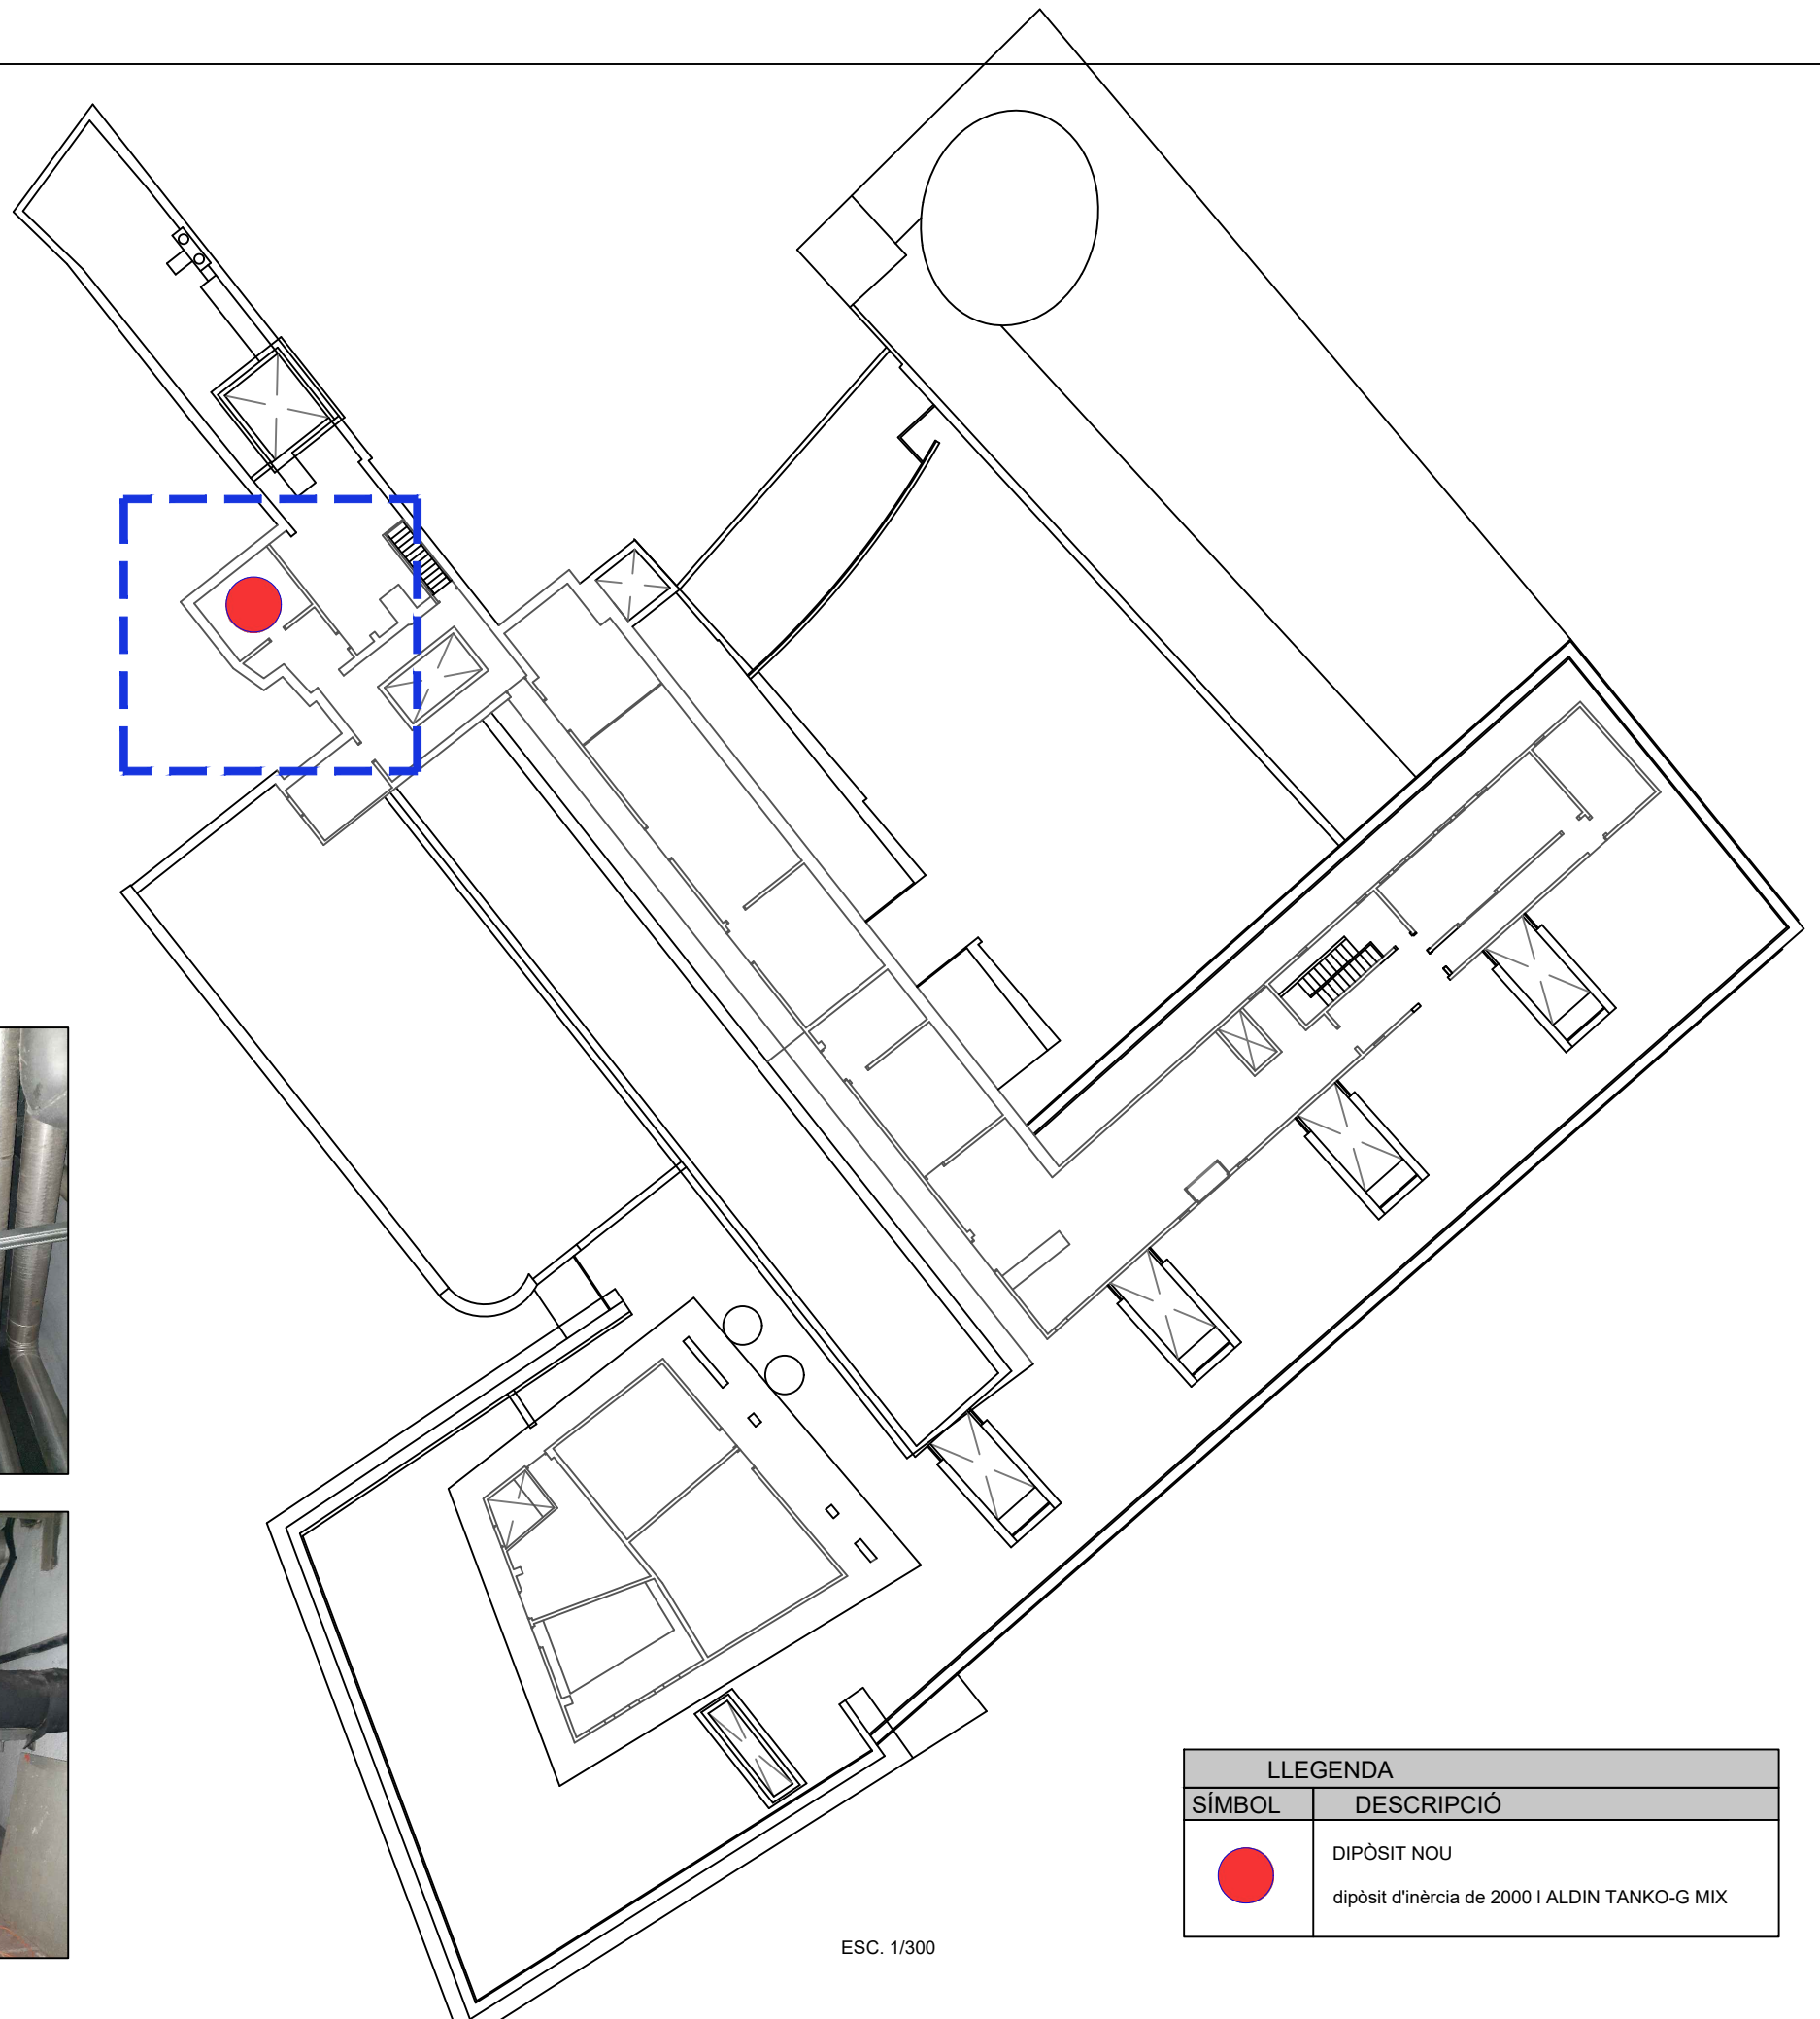 LLEGENDA
SÍMBOL DESCRIPCIÓ
DIPÒSIT NOU
dipòsit d'inèrcia de 2000 l ALDIN TANKO-G MIX
ESC. 1/300